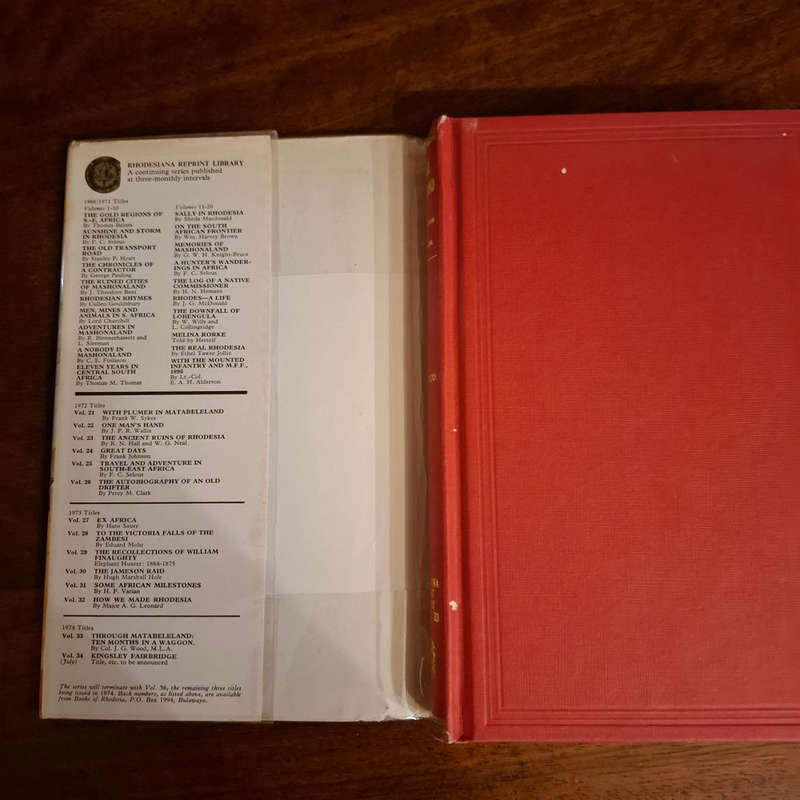 RHODESIANA REPRINT LIBRARY
A continuing series published
at three-monthly intervals
1968/1971 Titles
Volumes 1-10
THE GOLD REGIONS OF
S.-E. AFRICA
By Thomas Baines
SUNSHINE AND STORM
IN RHODESIA
By F. C. Selous
THE OLD TRANSPORT
ROAD
By Stanley P. Hyatt
THE CHRONICLES OF
A CONTRACTOR
By George Pauling
THE RUINED CITIES
OF MASHONALAND
By J. Theodore Bent
RHODESIAN RHYMES
By Cullen Gouldsbury
MEN, MINES AND
ANIMALS IN S. AFRICA
By Lord Churchill
ADVENTURES IN
MASHONALAND
By R. Blennerhassett and
L. Sleeman
A NOBODY IN
MASHONALAND
By C. E. Finlason
ELEVEN YEARS IN
CENTRAL SOUTH
AFRICA
By Thomas M. Thomas
Volumes 11-20
SALLY IN RHODESIA
By Sheila Macdonald
ON THE SOUTH
AFRICAN FRONTIER
By Wm. Harvey Brown
MEMORIES OF
MASHONALAND
By G. W. H. Knight-Bruce
A HUNTER'S WANDER-
INGS IN AFRICA
By F. C. Selous
THE LOG OF A NATIVE
COMMISSIONER
By H. N. Hemans
RHODES—A LIFE
By J. G. McDonald
THE DOWNFALL OF
LOBENGULA
By W. Wills and
L. Collingridge
MELINA RORKE
Told by Herself
THE REAL RHODESIA
By Ethel Tawse Jollie
WITH THE MOUNTED
INFANTRY AND M.F.F.,
1896
By Lt.-Col.
E. A. H. Alderson
1972 Titles
Vol. 21 WITH PLUMER IN MATABELELAND
By Frank W. Sykes
Vol. 22 ONE MAN'S HAND
By J. P. R. Wallis
Vol. 23 THE ANCIENT RUINS OF RHODESIA
By R. N. Hall and W. G. Neal
Vol. 24 GREAT DAYS
By Frank Johnson
Vol. 25 TRAVEL AND ADVENTURE IN
SOUTH-EAST AFRICA
By F. C. Selous
Vol. 26 THE AUTOBIOGRAPHY OF AN OLD
DRIFTER
By Percy M. Clark
1973 Titles
Vol. 27 EX AFRICA
By Hans Sauer
Vol. 28 TO THE VICTORIA FALLS OF THE
ZAMBESI
By Eduard Mohr
Vol. 29 THE RECOLLECTIONS OF WILLIAM
FINAUGHTY
Elephant Hunter: 1864-1875
Vol. 30 THE JAMESON RAID
By Hugh Marshall Hole
Vol. 31 SOME AFRICAN MILESTONES
By H. F. Varian
Vol. 32 HOW WE MADE RHODESIA
By Major A. G. Leonard
1974 Titles
Vol. 33 THROUGH MATABELELAND:
TEN MONTHS IN A WAGGON.
By Col. J. G. Wood, M.L.A.
Vol. 34 KINGSLEY FAIRBRIDGE
(July) Title, etc. to be announced
The series will terminate with Vol. 36, the remaining three titles
being issued in 1974. Back numbers, as listed above, are available
from Books of Rhodesia, P.O. Box 1994, Bulawayo.